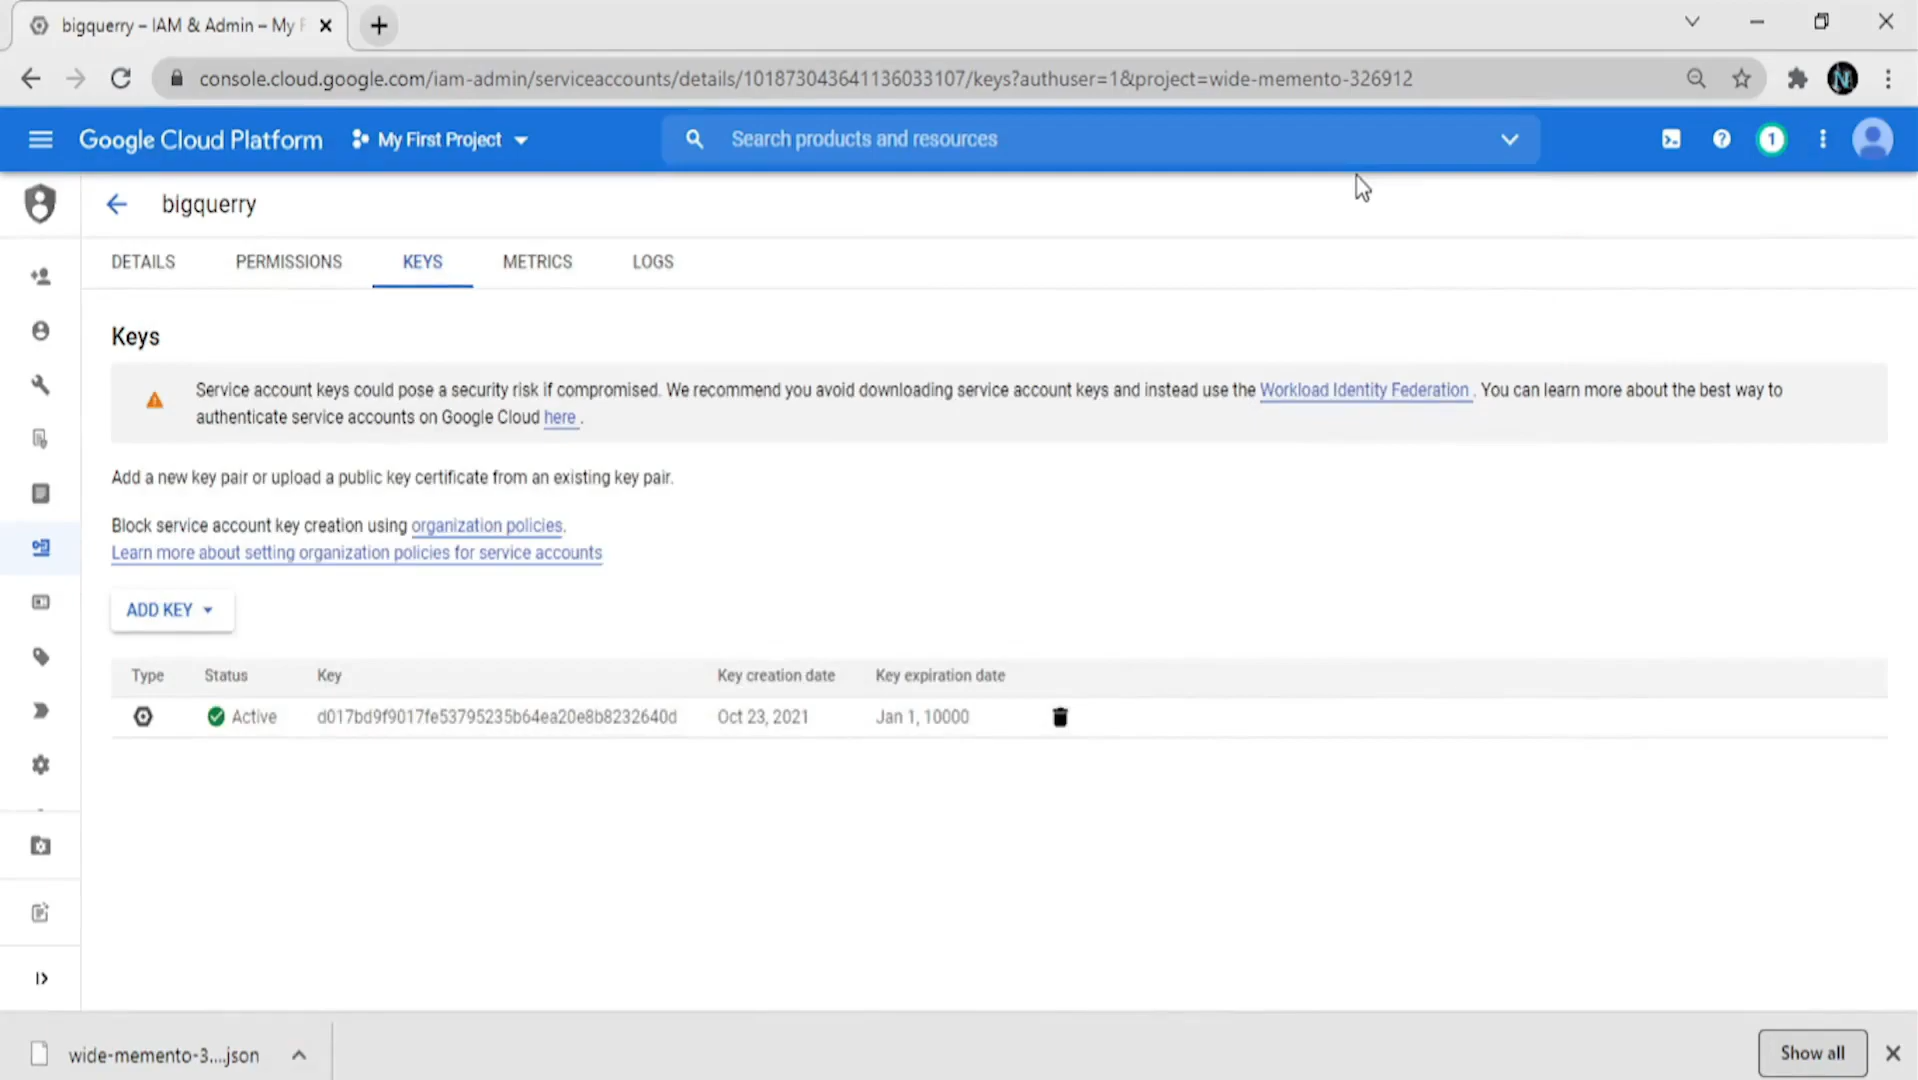 bigquerry – IAM & Admin – My
console.cloud.google.com/iam-admin/serviceaccounts/details/101873043641136033107/keys?authuser=1&project=wide-memento-326912
N
Google Cloud Platform
My First Project
Search products and resources
1
bigquerry
DETAILS
PERMISSIONS
KEYS
METRICS
LOGS
Keys
Service account keys could pose a security risk if compromised. We recommend you avoid downloading service account keys and instead use the Workload Identity Federation . You can learn more about the best way to
authenticate service accounts on Google Cloud here .
Add a new key pair or upload a public key certificate from an existing key pair.
Block service account key creation using organization policies.
Learn more about setting organization policies for service accounts
ADD KEY
Type Status Key Key creation date Key expiration date
Active d017bd9f9017fe53795235b64ea20e8b8232640d Oct 23, 2021 Jan 1, 10000
wide-memento-3....json
Show all